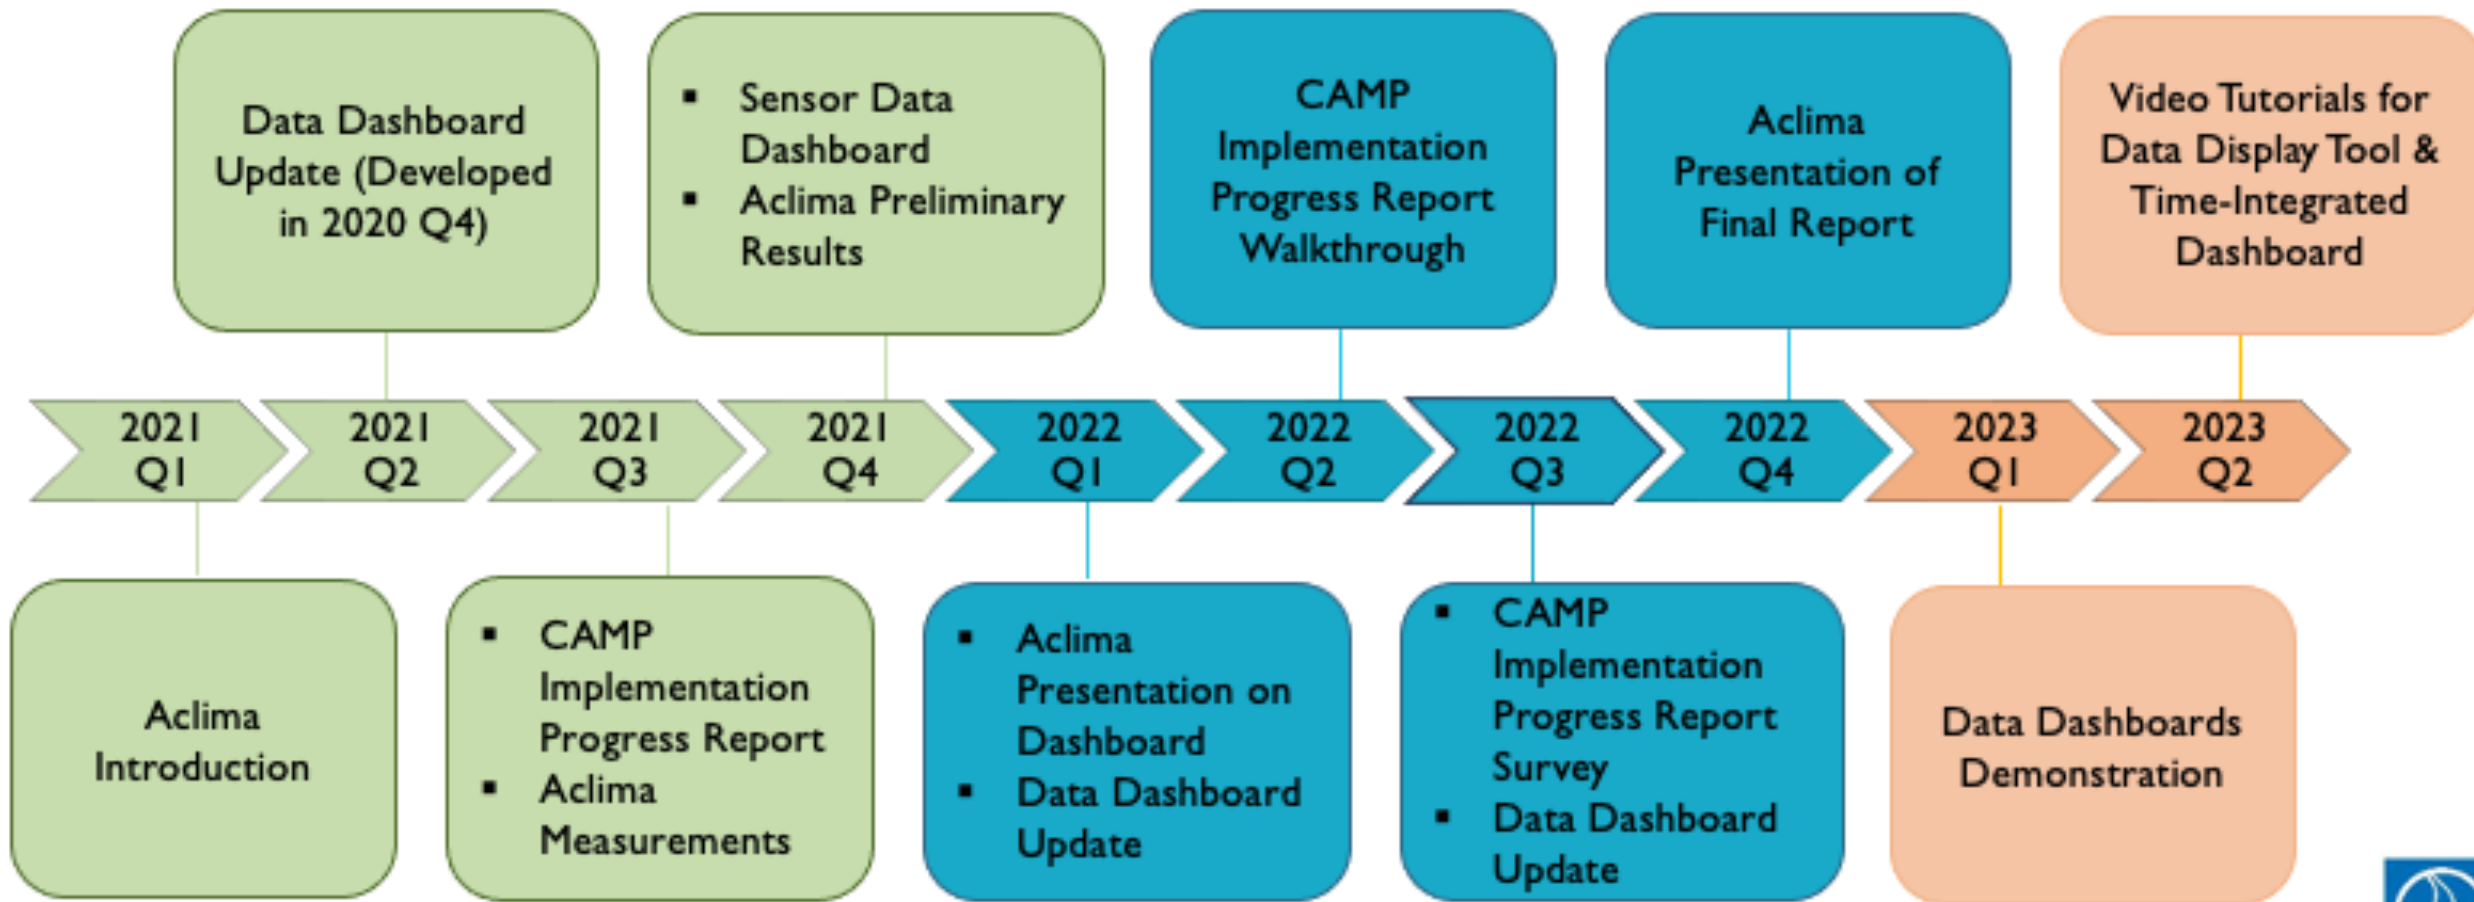 Data Dashboard
Update (Developed
in 2020 Q4)
▪ Sensor Data
Dashboard
▪ Aclima Preliminary
Results
CAMP
Implementation
Progress Report
Walkthrough
Aclima
Presentation of
Final Report
Video Tutorials for
Data Display Tool &
Time-Integrated
Dashboard
2021
Q1
2021
Q2
2021
Q3
2021
Q4
2022
Q1
2022
Q2
2022
Q3
2022
Q4
2023
Q1
2023
Q2
Aclima
Introduction
▪ CAMP
Implementation
Progress Report
▪ Aclima
Measurements
▪ Aclima
Presentation on
Dashboard
▪ Data Dashboard
Update
▪ CAMP
Implementation
Progress Report
Survey
▪ Data Dashboard
Update
Data Dashboards
Demonstration